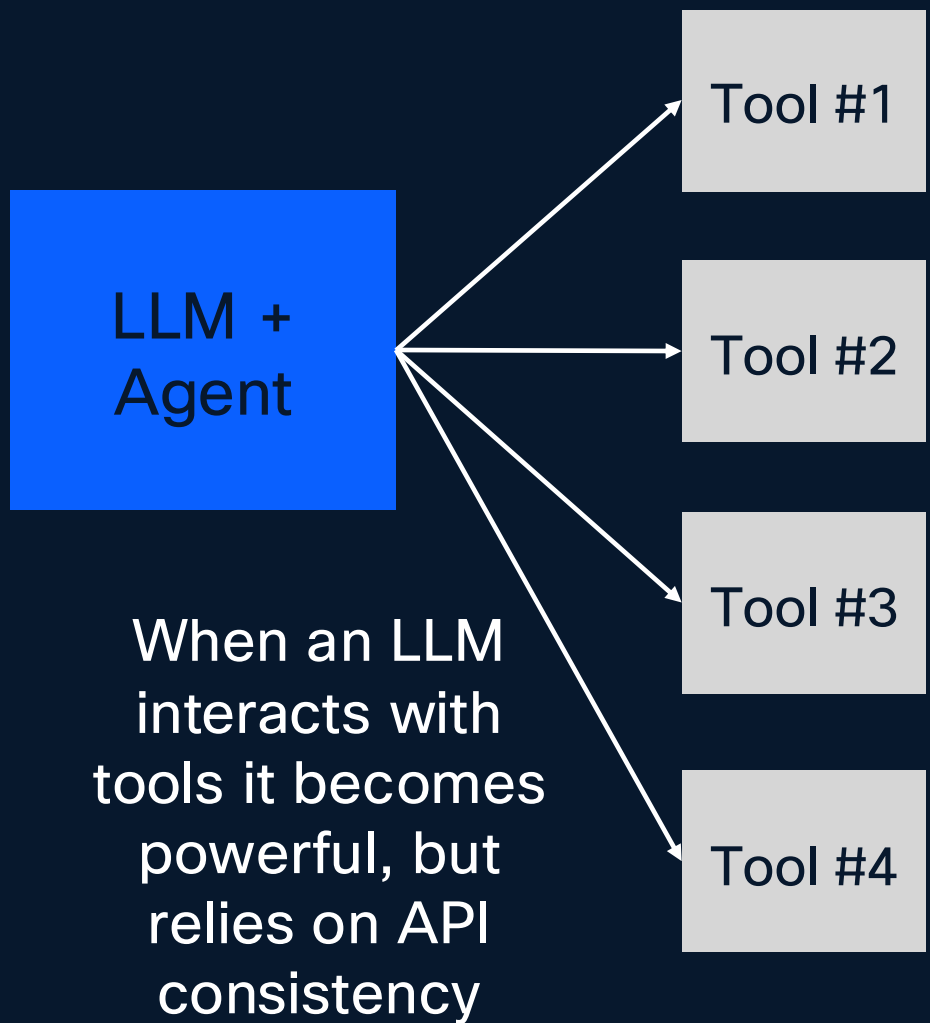 Tool #1
LLM +
Agent
Tool #2
Tool #3
When an LLM
interacts with
tools it becomes
powerful, but
relies on API
consistency
Tool #4